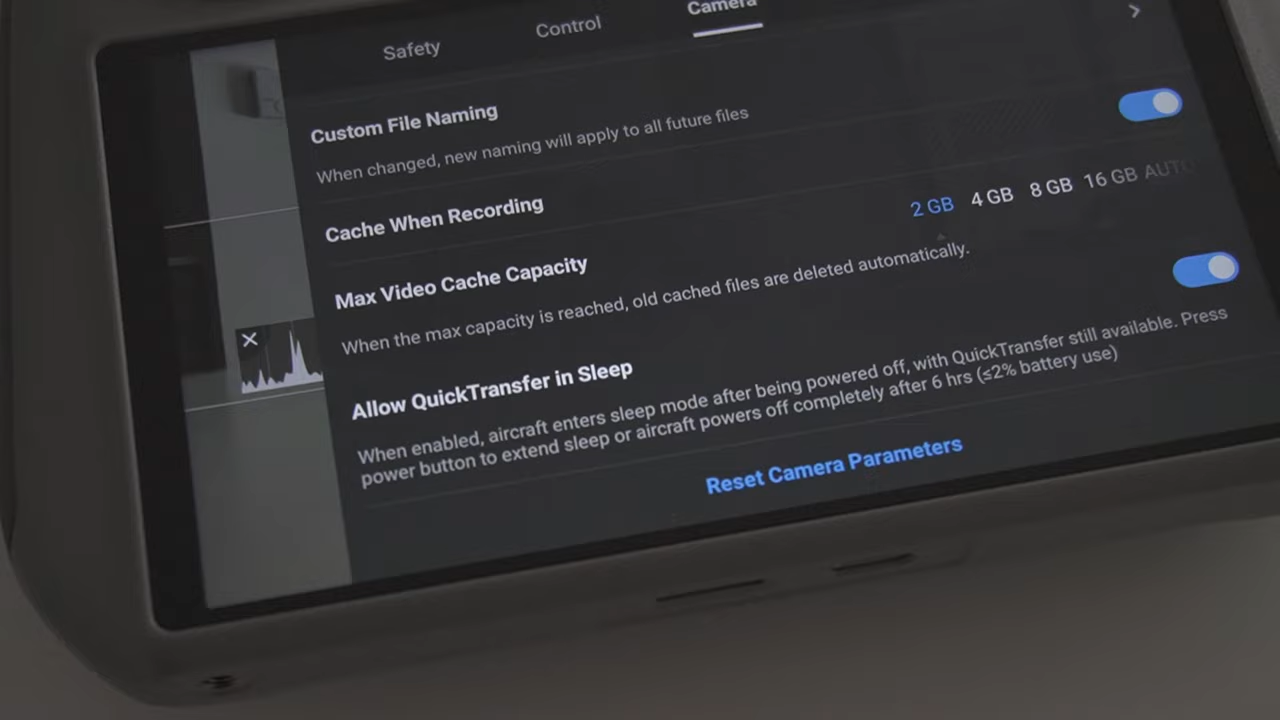 Safety Control Camera
Custom File Naming
When changed, new naming will apply to all future files
Cache When Recording
Max Video Cache Capacity
2 GB 4 GB 8 GB 16 GB AUTO
When the max capacity is reached, old cached files are deleted automatically.
Allow QuickTransfer in Sleep
When enabled, aircraft enters sleep mode after being powered off, with QuickTransfer still available. Press
power button to extend sleep or aircraft powers off completely after 6 hrs (≤2% battery use)
Reset Camera Parameters